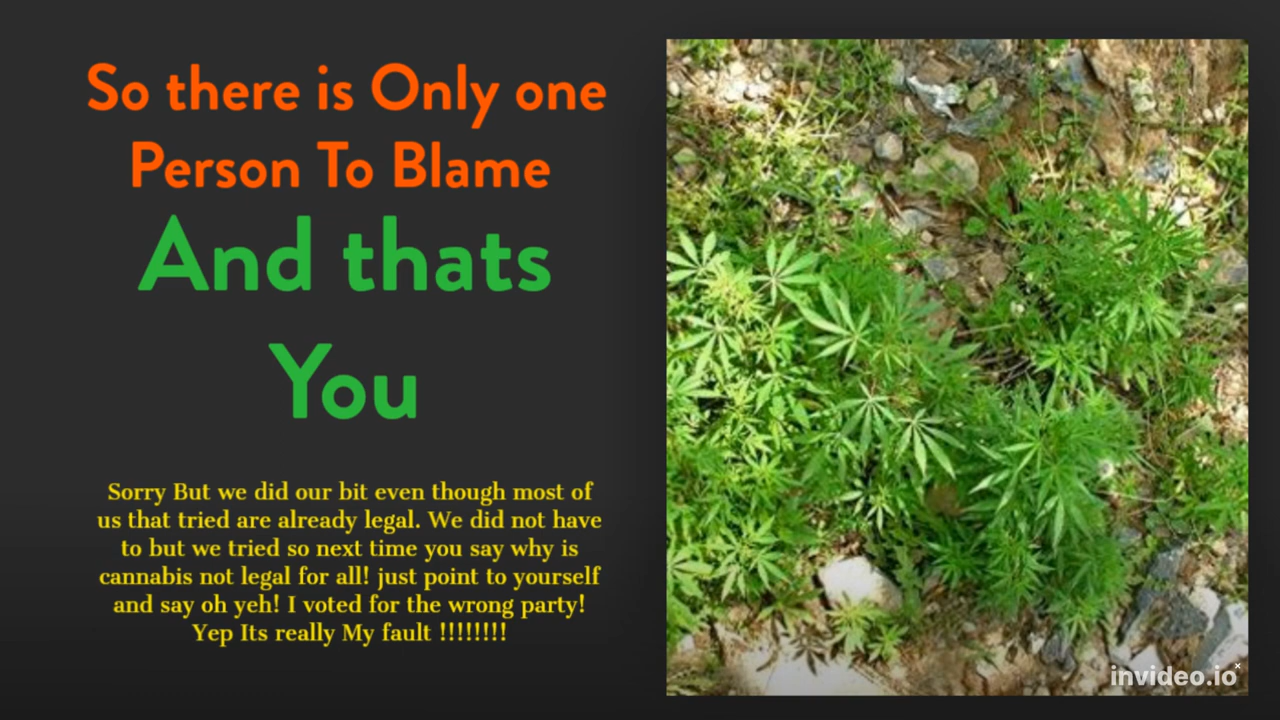 So there is Only one
Person To Blame
And thats
You
Sorry But we did our bit even though most of
us that tried are already legal. We did not have
to but we tried so next time you say why is
cannabis not legal for all! just point to yourself
and say oh yeh! I voted for the wrong party!
Yep Its really My fault !!!!!!!!
invideo.io×